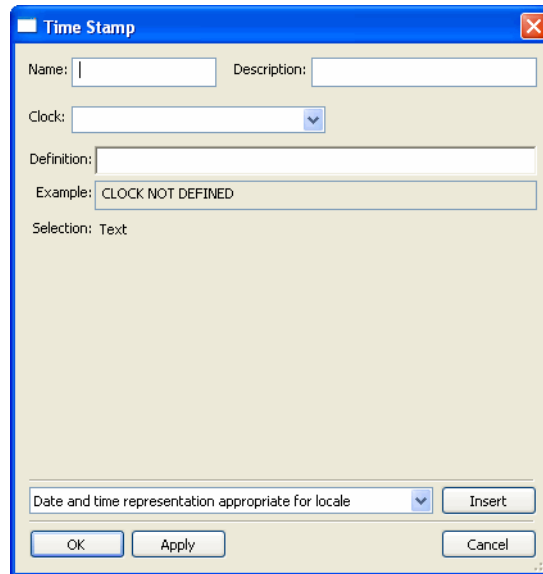 Time Stamp
Name: Description:
Clock:
Definition:
Example: CLOCK NOT DEFINED
Selection: Text
Date and time representation appropriate for locale Insert
OK Apply Cancel